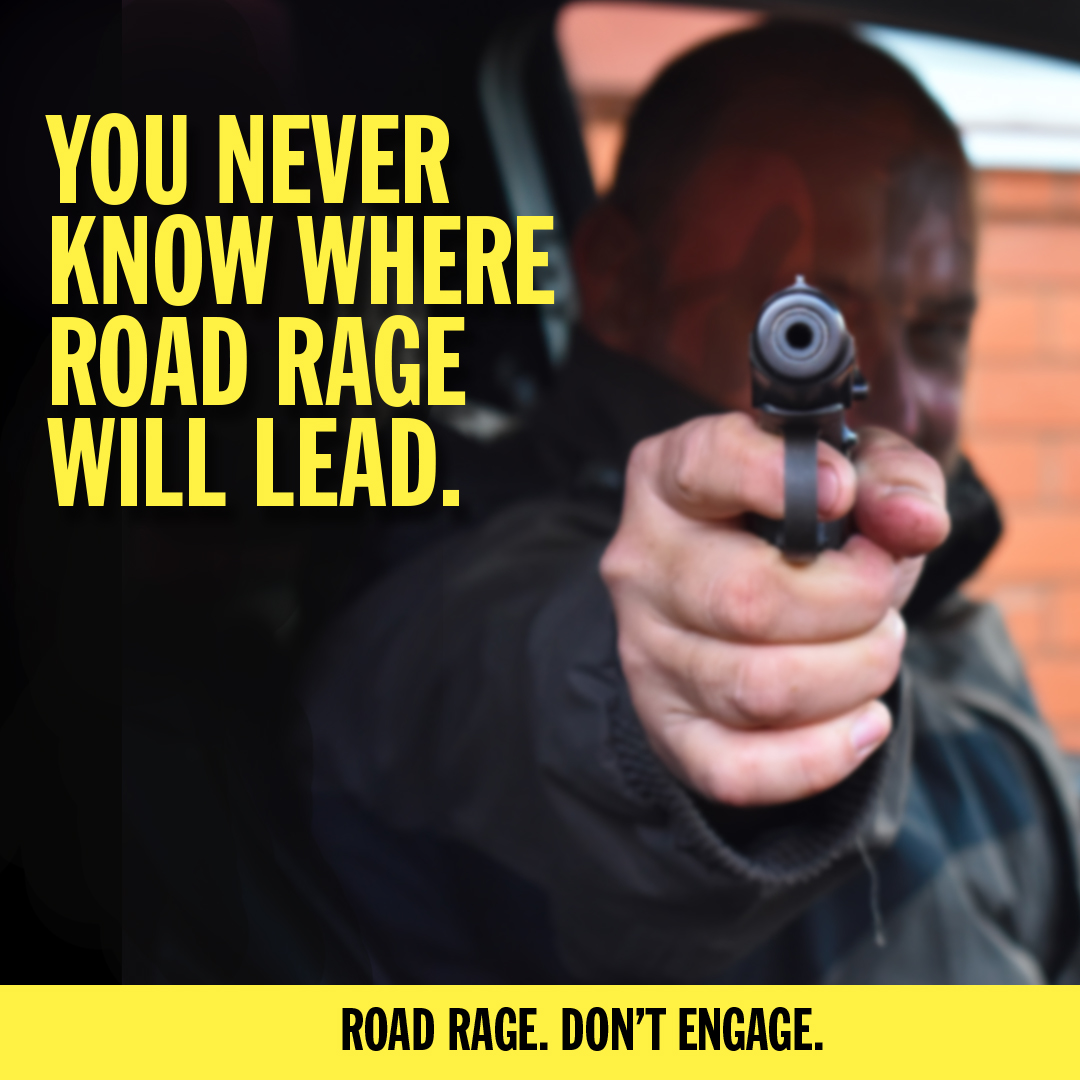 YOU NEVER
KNOW WHERE
ROAD RAGE
WILL LEAD.
ROAD RAGE. DON'T ENGAGE.